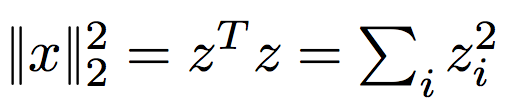 ‖x‖₂² = zᵀz = ∑ᵢ zᵢ²